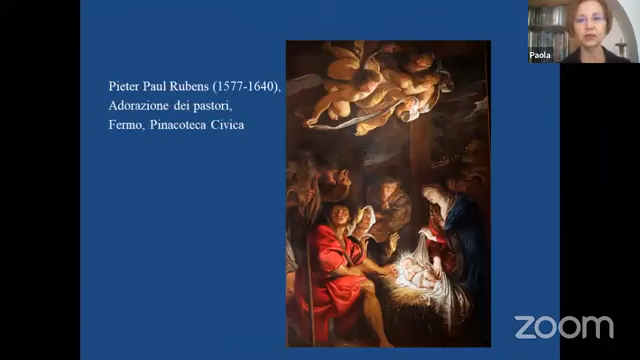 Pieter Paul Rubens (1577-1640),
Adorazione dei pastori,
Fermo, Pinacoteca Civica
Paola
zoom